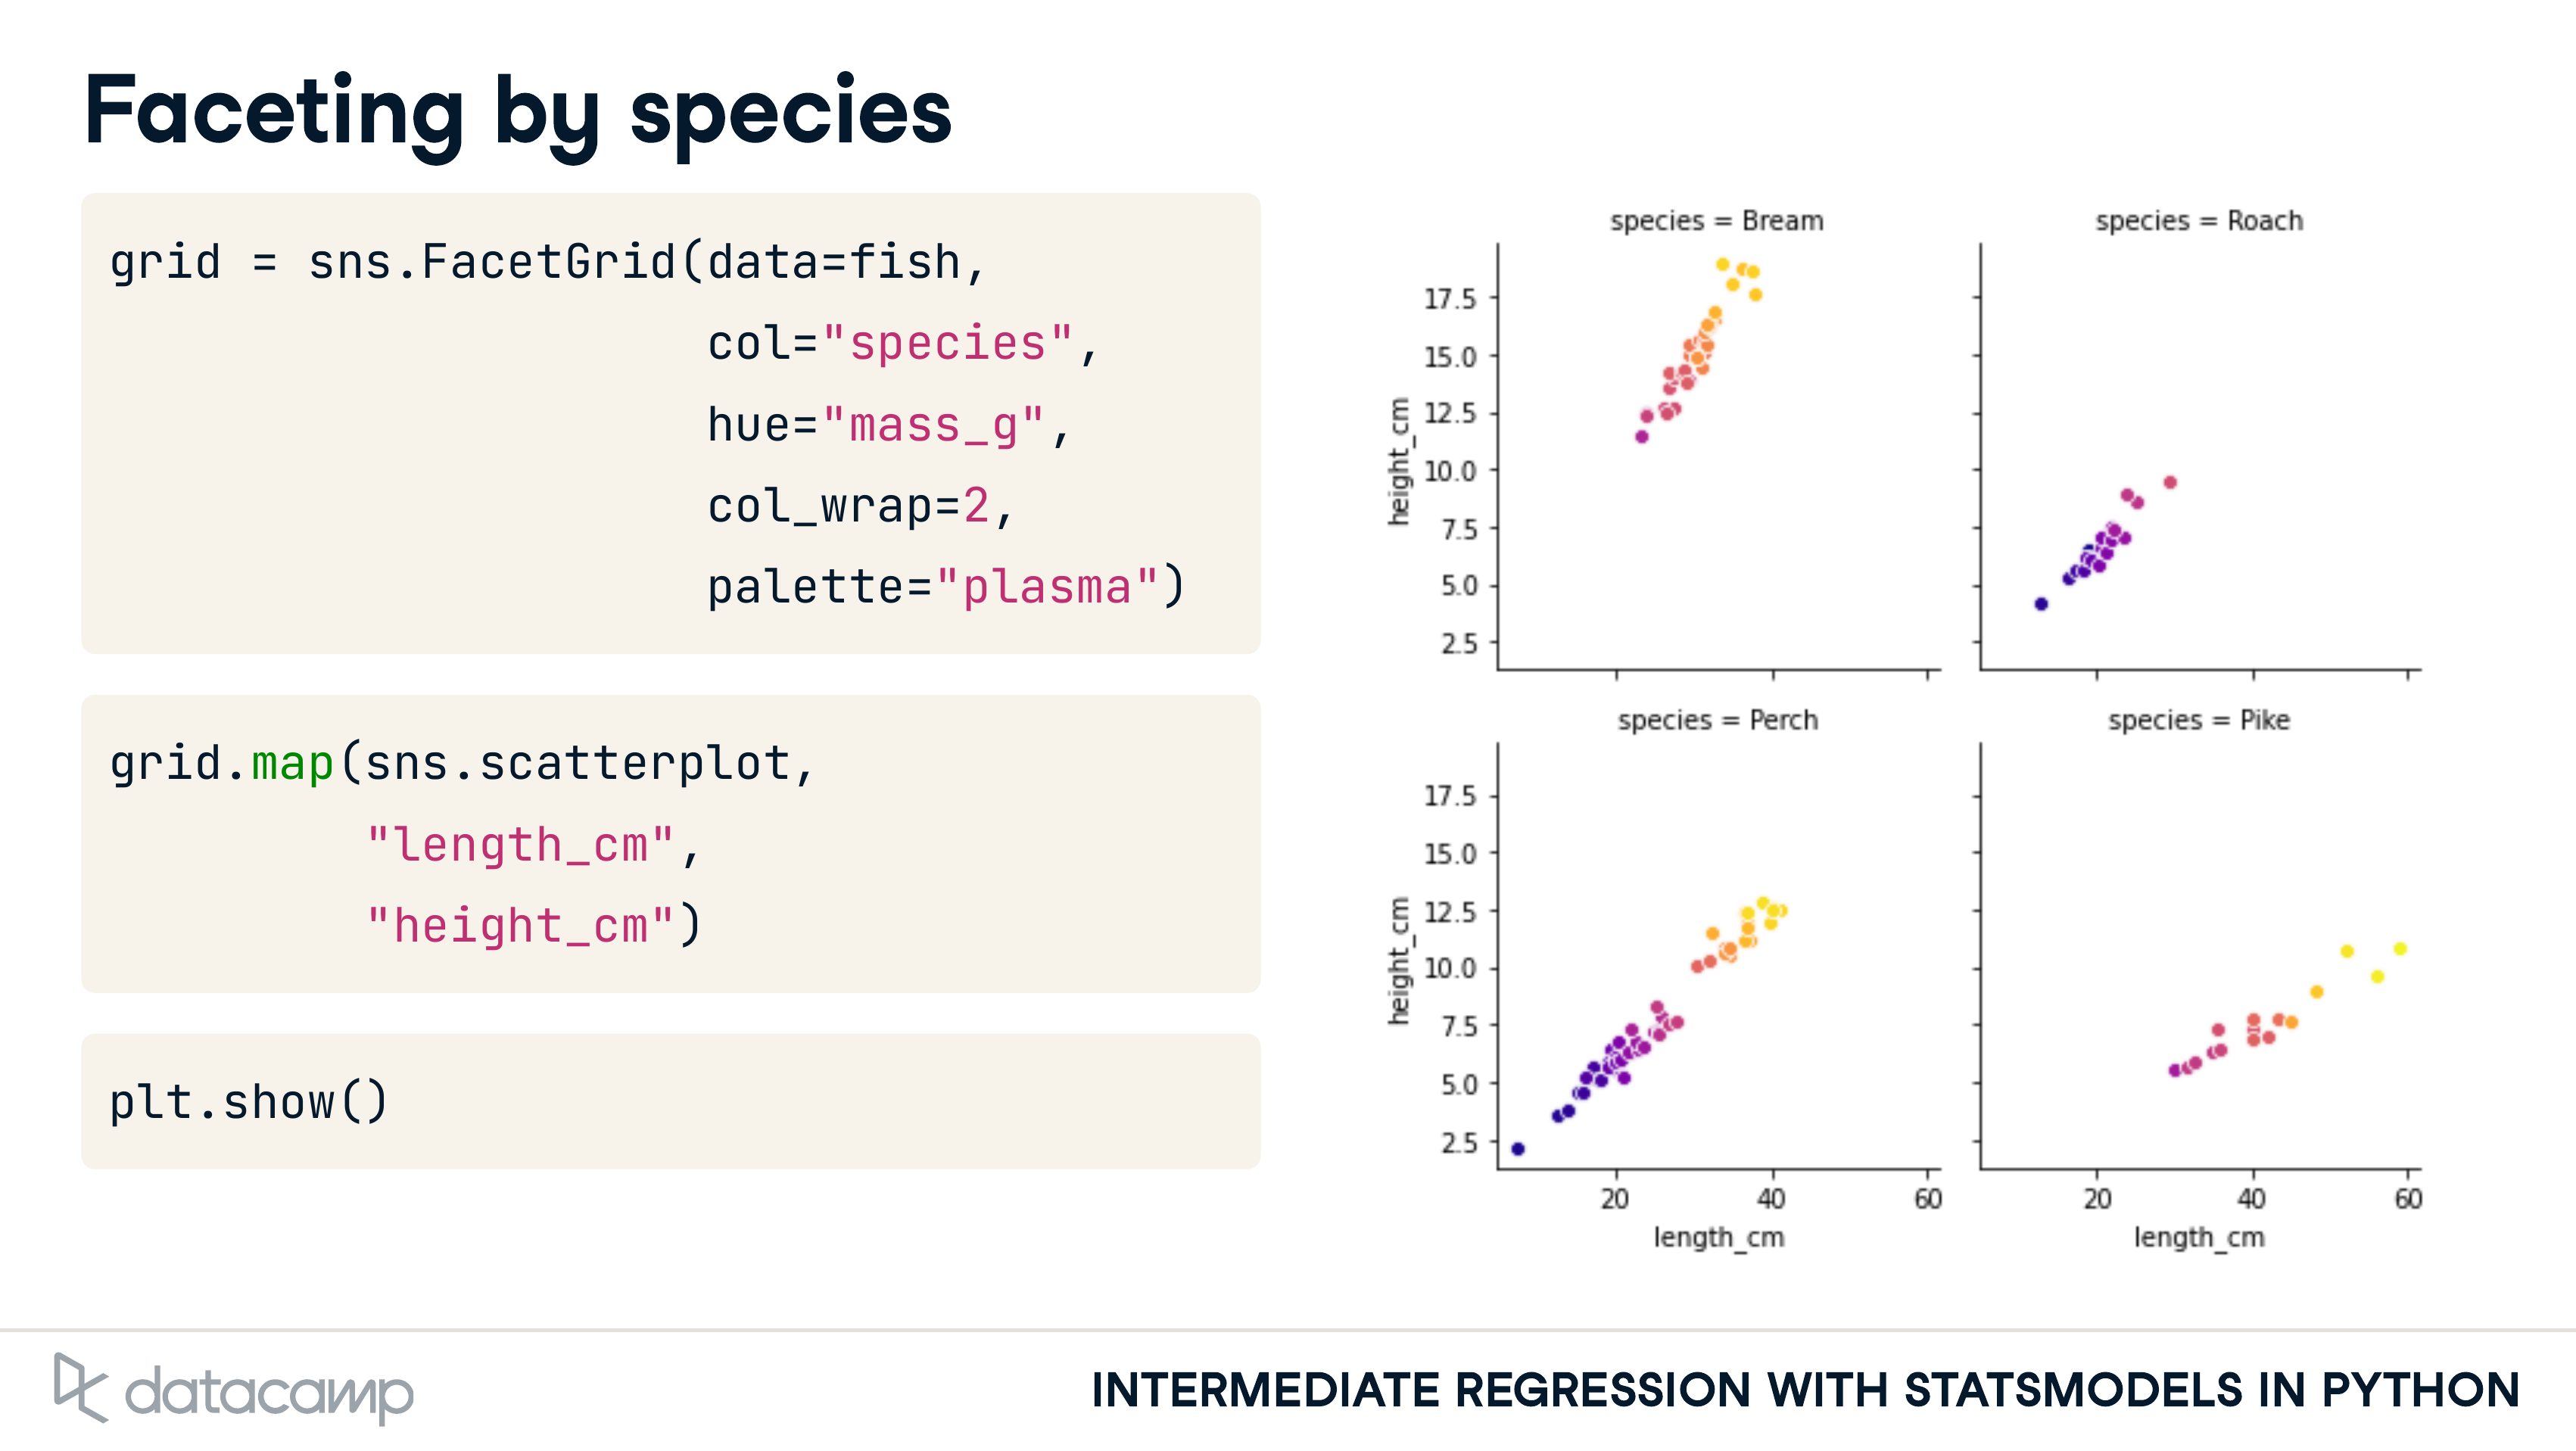 Faceting by species
grid = sns.FacetGrid(data=fish,
col="species",
hue="mass_g",
col_wrap=2,
palette="plasma")
grid.map(sns.scatterplot,
"length_cm",
"height_cm")
plt.show()
species = Bream
species = Roach
17.5
15.0
12.5
10.0
7.5
5.0
2.5
height_cm
species = Perch
species = Pike
17.5
15.0
12.5
10.0
7.5
5.0
2.5
height_cm
20 40 60
20 40 60
length_cm
length_cm
datacamp
INTERMEDIATE REGRESSION WITH STATSMODELS IN PYTHON